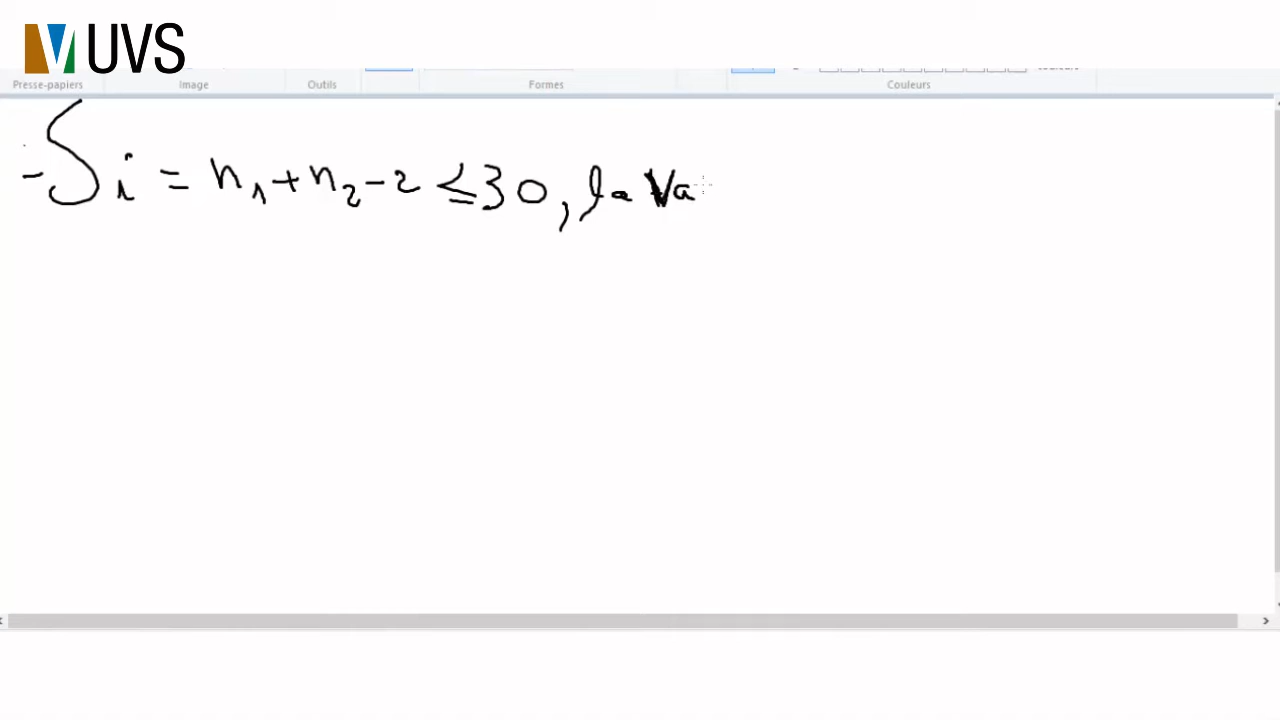 UVS
Presse-papiers Image Outils Formes Couleurs
- Si = n1 + n2 - 2 ≤ 30, la Va